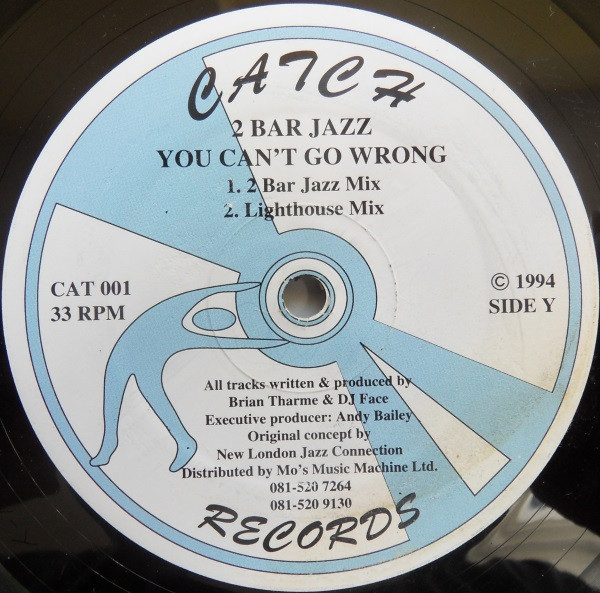 CATCH
2 BAR JAZZ
YOU CAN'T GO WRONG
1. 2 Bar Jazz Mix
2. Lighthouse Mix
CAT 001
33 RPM
© 1994
SIDE Y
All tracks written & produced by
Brian Tharme & DJ Face
Executive producer: Andy Bailey
Original concept by
New London Jazz Connection
Distributed by Mo's Music Machine Ltd.
081-520 7264
081-520 9130
RECORDS